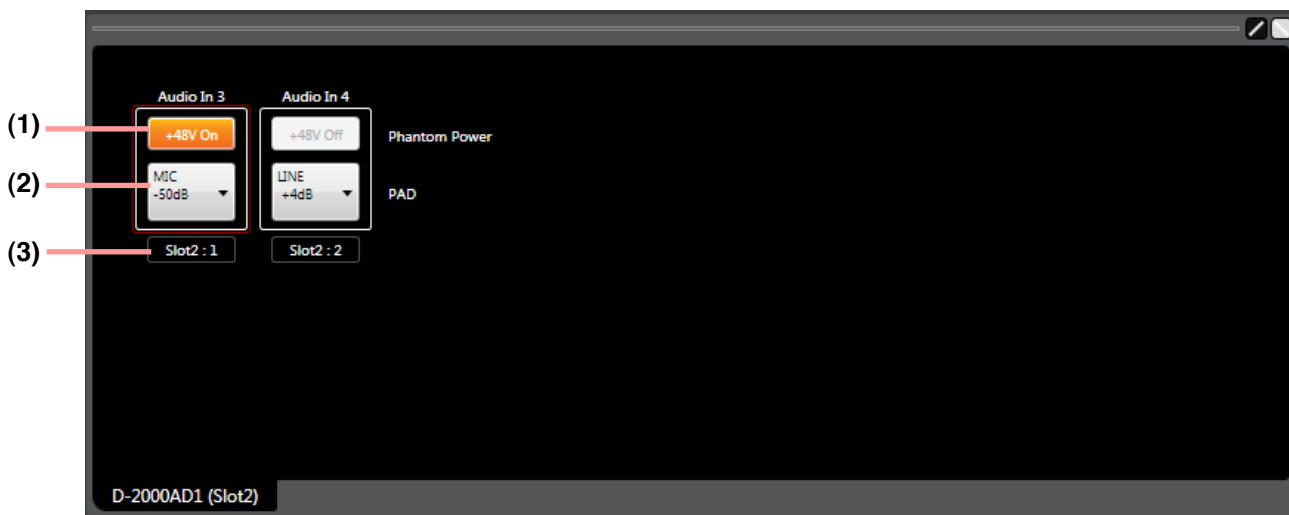 Audio In 3 Audio In 4
(1) +48V On +48V Off Phantom Power
(2) MIC -50dB LINE +4dB PAD
(3) Slot2 : 1 Slot2 : 2
D-2000AD1 (Slot2)